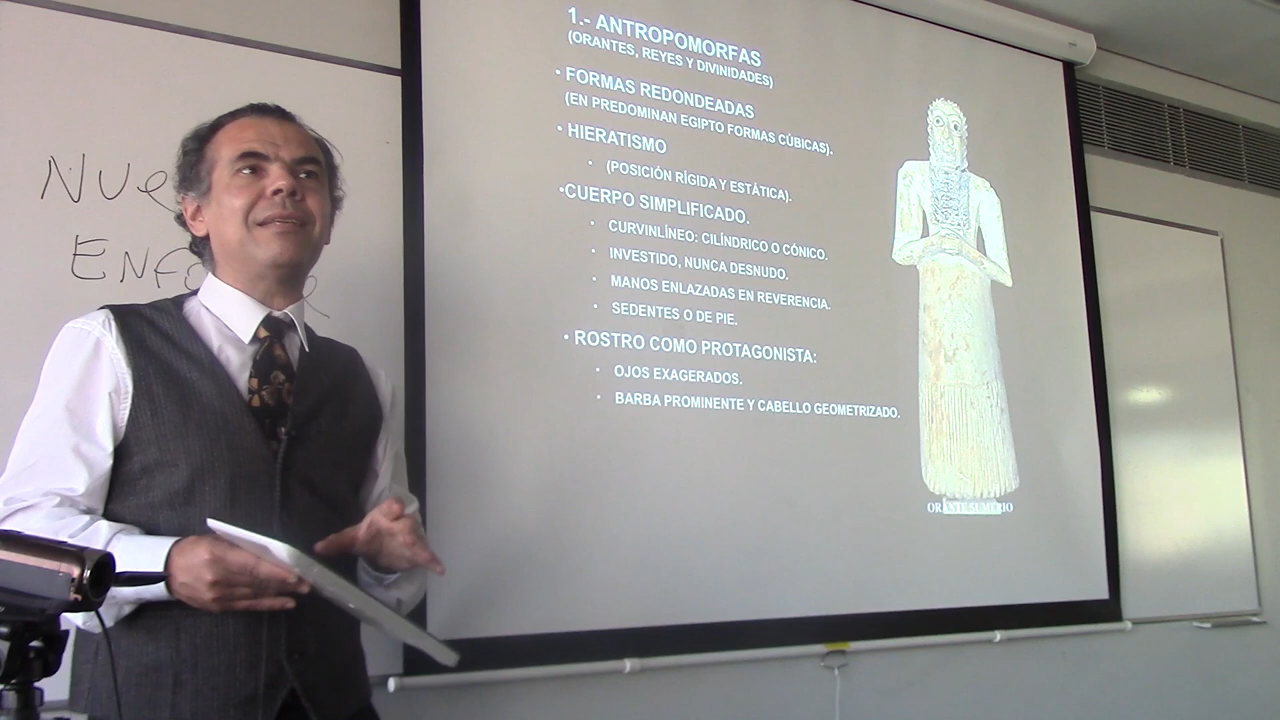 NUE
ENFO
1.- ANTROPOMORFAS
(ORANTES, REYES Y DIVINIDADES)
• FORMAS REDONDEADAS
(EN PREDOMINAN EGIPTO FORMAS CÚBICAS).
• HIERATISMO
• (POSICIÓN RÍGIDA Y ESTÁTICA).
•CUERPO SIMPLIFICADO.
• CURVINLÍNEO: CILÍNDRICO O CÓNICO.
• INVESTIDO, NUNCA DESNUDO.
• MANOS ENLAZADAS EN REVERENCIA.
• SEDENTES O DE PIE.
• ROSTRO COMO PROTAGONISTA:
• OJOS EXAGERADOS.
• BARBA PROMINENTE Y CABELLO GEOMETRIZADO.
ORANTE SUMERIO